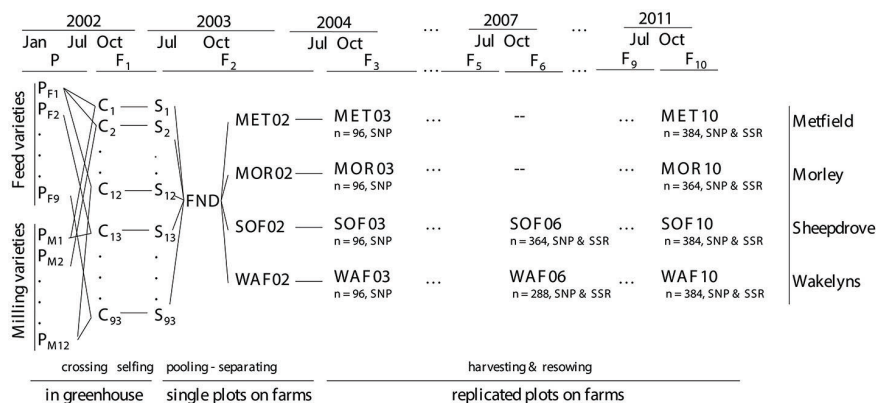 2002 2003 2004 ... 2007 ... 2011
Jan Jul Oct Jul Oct Jul Oct Jul Oct Jul Oct
P F1 F2 F3 ... F5 F6 ... F9 F10
Feed varieties
PF1
PF2
.
.
.
PF9
Milling varieties
PM1
PM2
.
.
.
PM12
C1 S1
C2 S2
. .
. .
C12 S12
C13 S13
. .
. .
. .
C93 S93
FND
MET02 MET03 ... -- ... MET10 Metfield
n = 96, SNP n = 384, SNP & SSR
MOR02 MOR03 ... -- ... MOR10 Morley
n = 96, SNP n = 364, SNP & SSR
SOF02 SOF03 ... SOF06 ... SOF10 Sheepdrove
n = 96, SNP n = 364, SNP & SSR n = 384, SNP & SSR
WAF02 WAF03 ... WAF06 ... WAF10 Wakelyns
n = 96, SNP n = 288, SNP & SSR n = 384, SNP & SSR
crossing selfing pooling - separating harvesting & resowing
in greenhouse single plots on farms replicated plots on farms